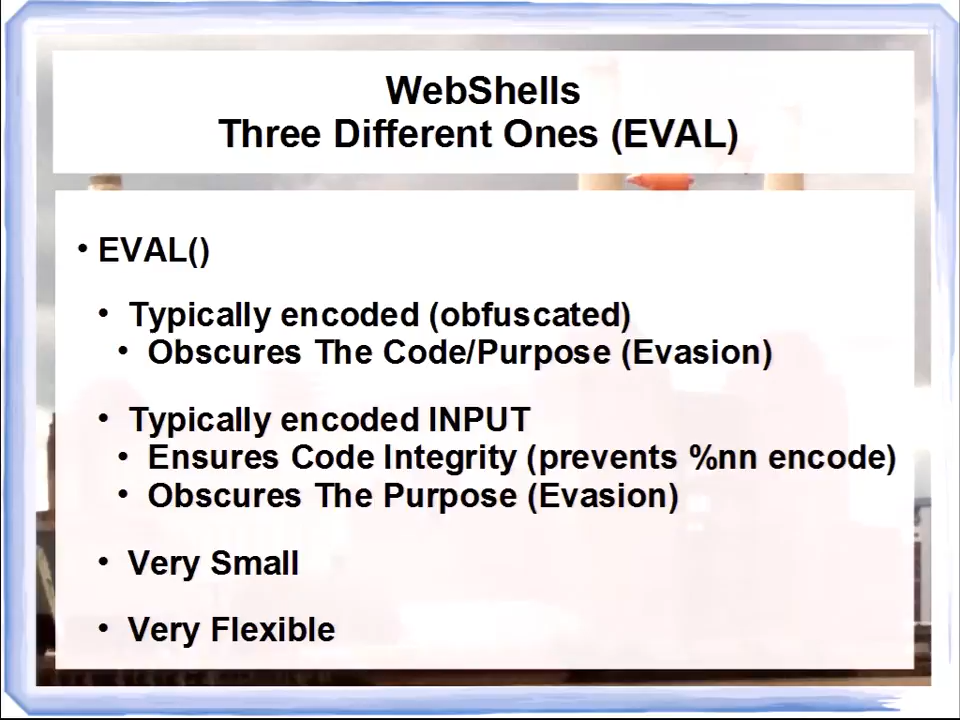 WebShells
Three Different Ones (EVAL)
• EVAL()
• Typically encoded (obfuscated)
• Obscures The Code/Purpose (Evasion)
• Typically encoded INPUT
• Ensures Code Integrity (prevents %nn encode)
• Obscures The Purpose (Evasion)
• Very Small
• Very Flexible